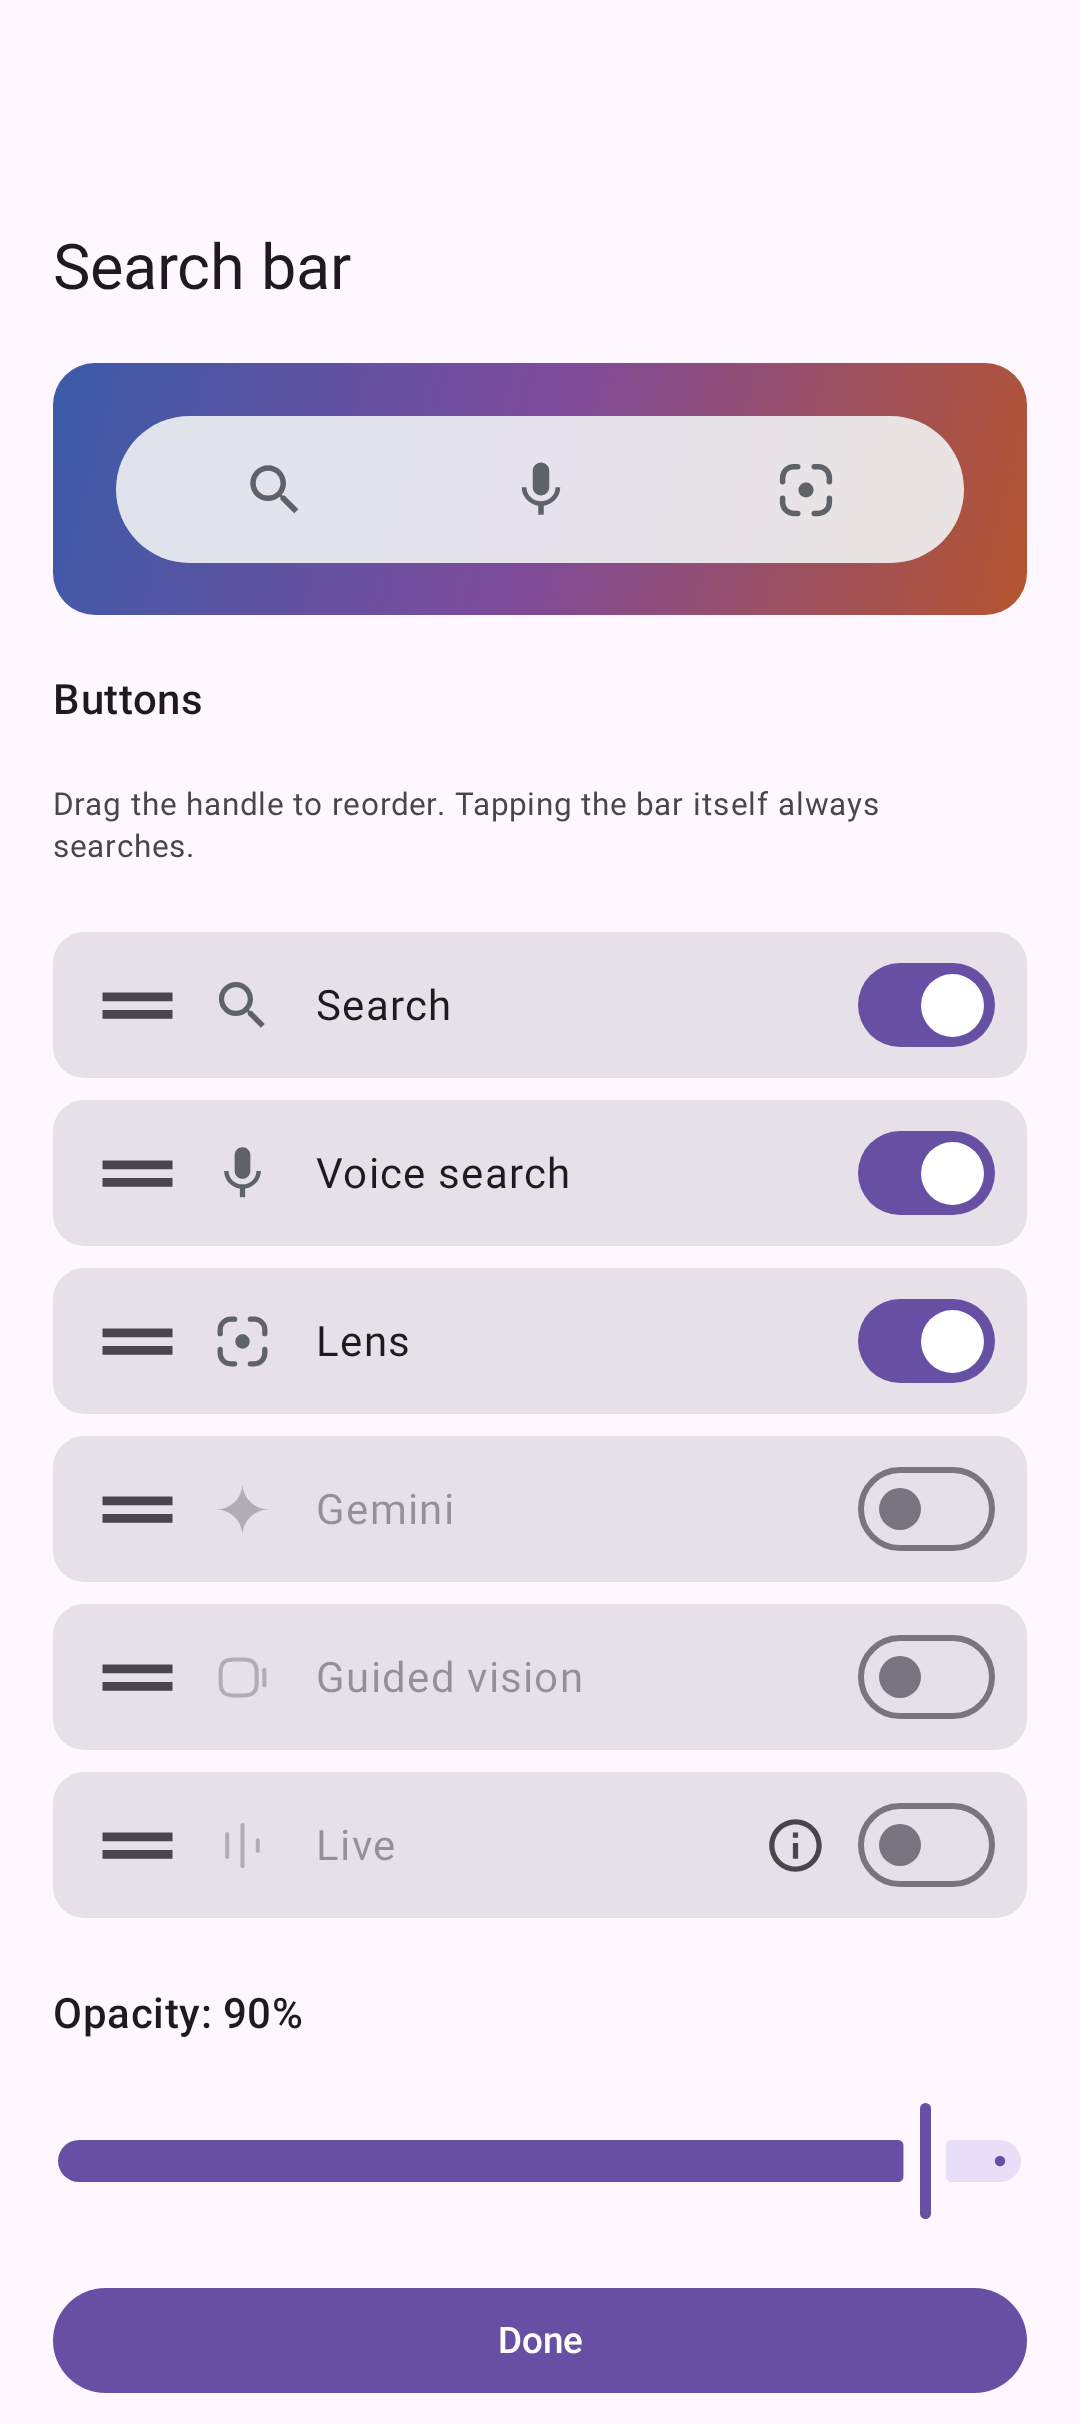 Search bar
Buttons
Drag the handle to reorder. Tapping the bar itself always
searches.
Search
Voice search
Lens
Gemini
Guided vision
Live
Opacity: 90%
Done